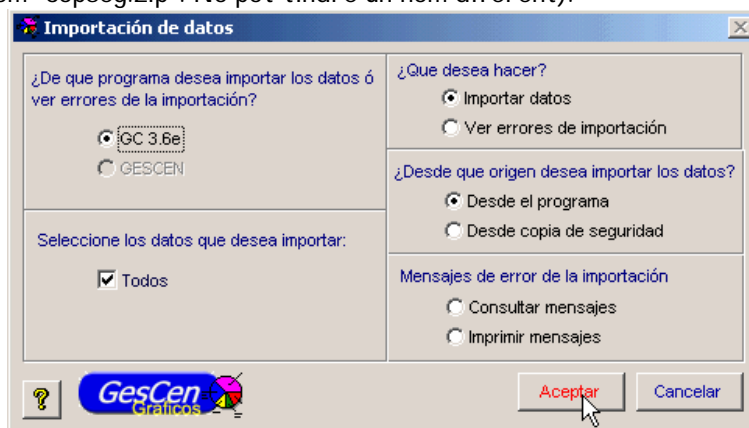 Importación de datos
¿De que programa desea importar los datos ó
ver errores de la importación?
GC 3.6e
GESCEN
Seleccione los datos que desea importar:
Todos
¿Que desea hacer?
Importar datos
Ver errores de importación
¿Desde que origen desea importar los datos?
Desde el programa
Desde copia de seguridad
Mensajes de error de la importación
Consultar mensajes
Imprimir mensajes
?
GesCen
Gráficos
Aceptar
Cancelar